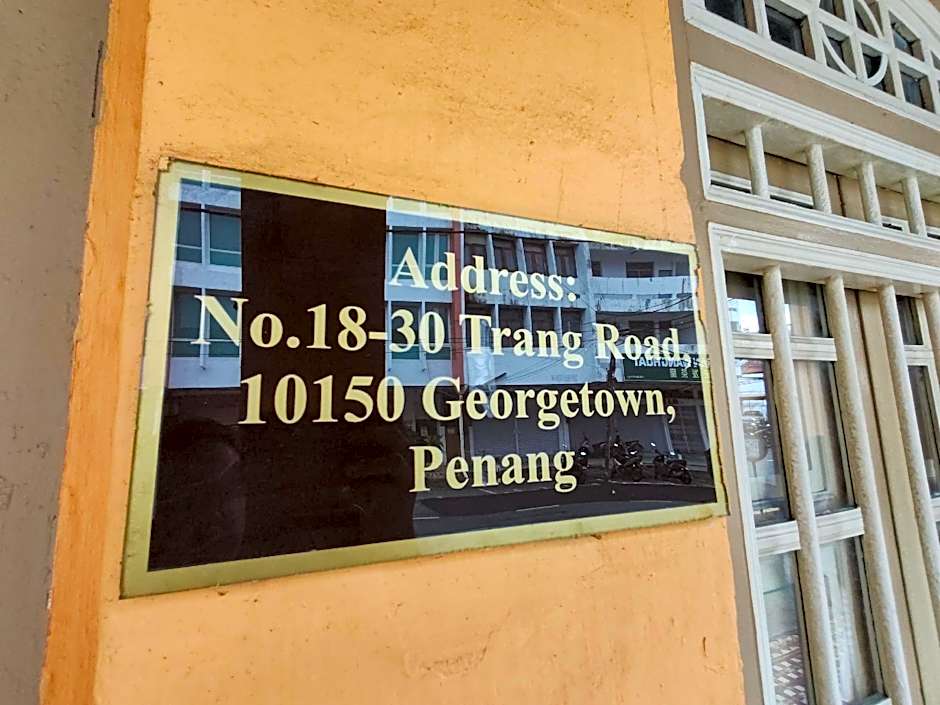 Address:
No.18-30 Trang Road,
10150 Georgetown,
Penang